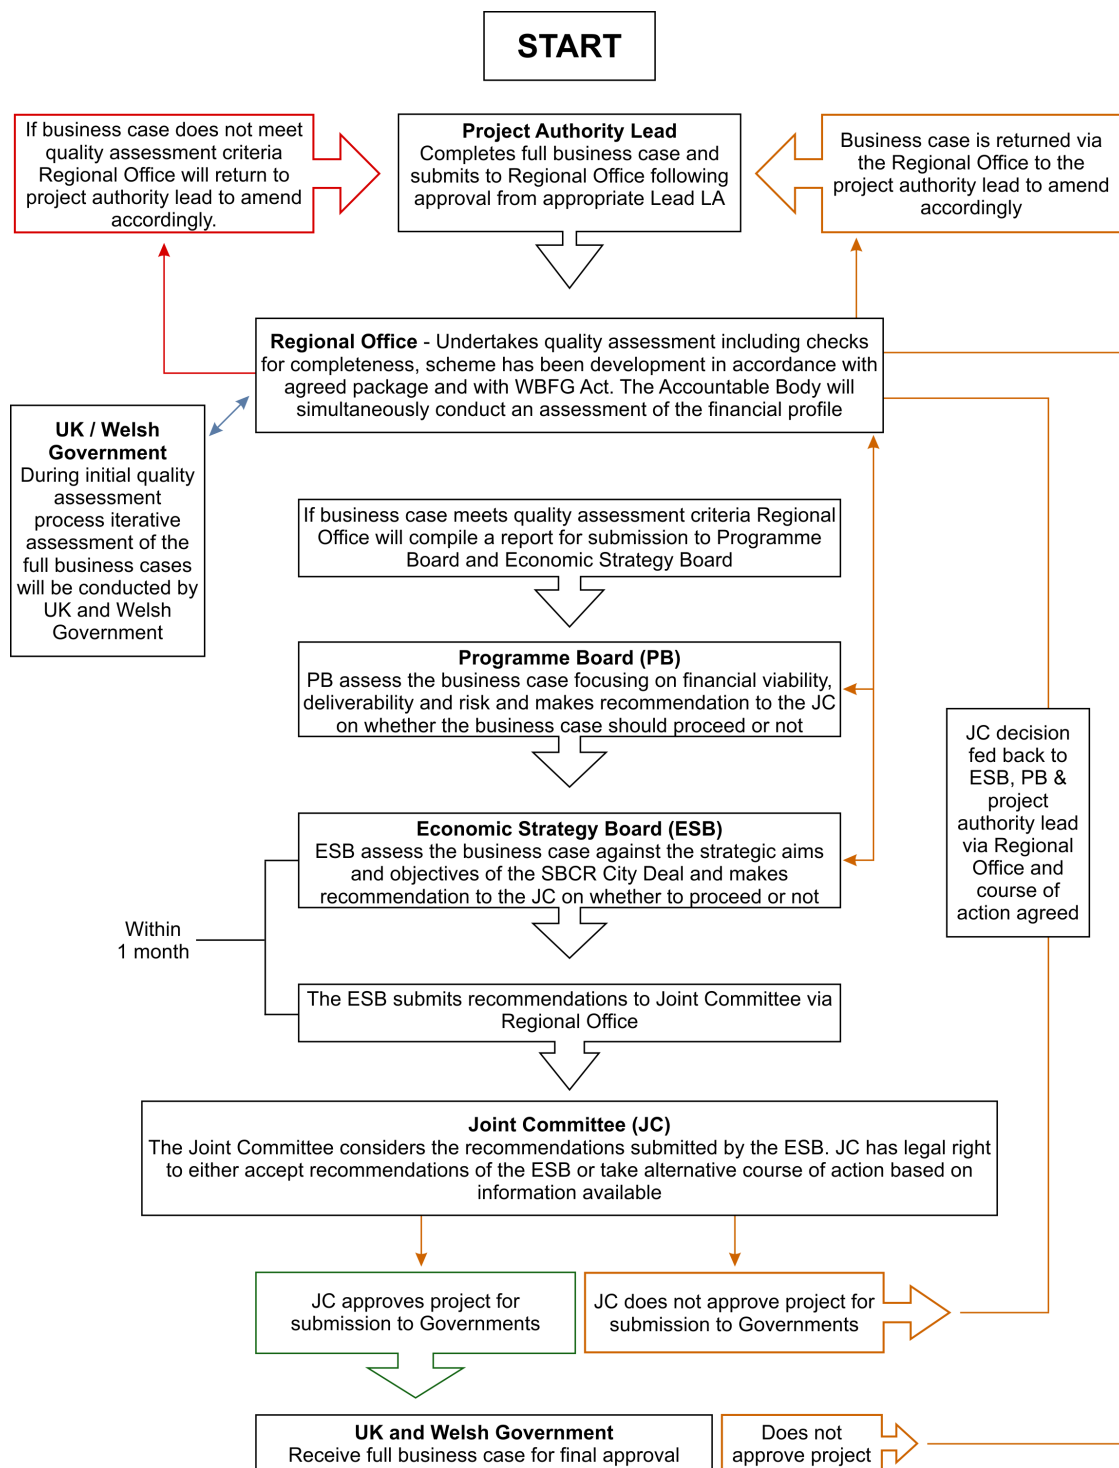 START
If business case does not meet
quality assessment criteria
Regional Office will return to
project authority lead to amend
accordingly.
Project Authority Lead
Completes full business case and
submits to Regional Office following
approval from appropriate Lead LA
Business case is returned via
the Regional Office to the
project authority lead to amend
accordingly
Regional Office - Undertakes quality assessment including checks
for completeness, scheme has been development in accordance with
agreed package and with WBFG Act. The Accountable Body will
simultaneously conduct an assessment of the financial profile
UK / Welsh
Government
During initial quality
assessment
process iterative
assessment of the
full business cases
will be conducted by
UK and Welsh
Government
If business case meets quality assessment criteria Regional
Office will compile a report for submission to Programme
Board and Economic Strategy Board
Programme Board (PB)
PB assess the business case focusing on financial viability,
deliverability and risk and makes recommendation to the JC
on whether the business case should proceed or not
JC decision
fed back to
ESB, PB &
project
authority lead
via Regional
Office and
course of
action agreed
Economic Strategy Board (ESB)
ESB assess the business case against the strategic aims
and objectives of the SBCR City Deal and makes
recommendation to the JC on whether to proceed or not
Within
1 month
The ESB submits recommendations to Joint Committee via
Regional Office
Joint Committee (JC)
The Joint Committee considers the recommendations submitted by the ESB. JC has legal right
to either accept recommendations of the ESB or take alternative course of action based on
information available
JC approves project for
submission to Governments
JC does not approve project for
submission to Governments
UK and Welsh Government
Receive full business case for final approval
Does not
approve project